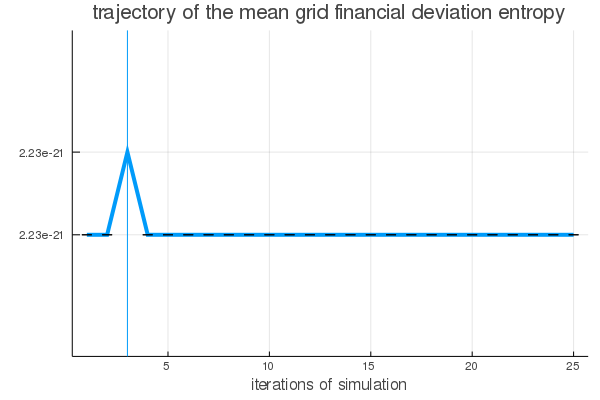 trajectory of the mean grid financial deviation entropy
2.23e-21
2.23e-21
5
10
15
20
25
iterations of simulation